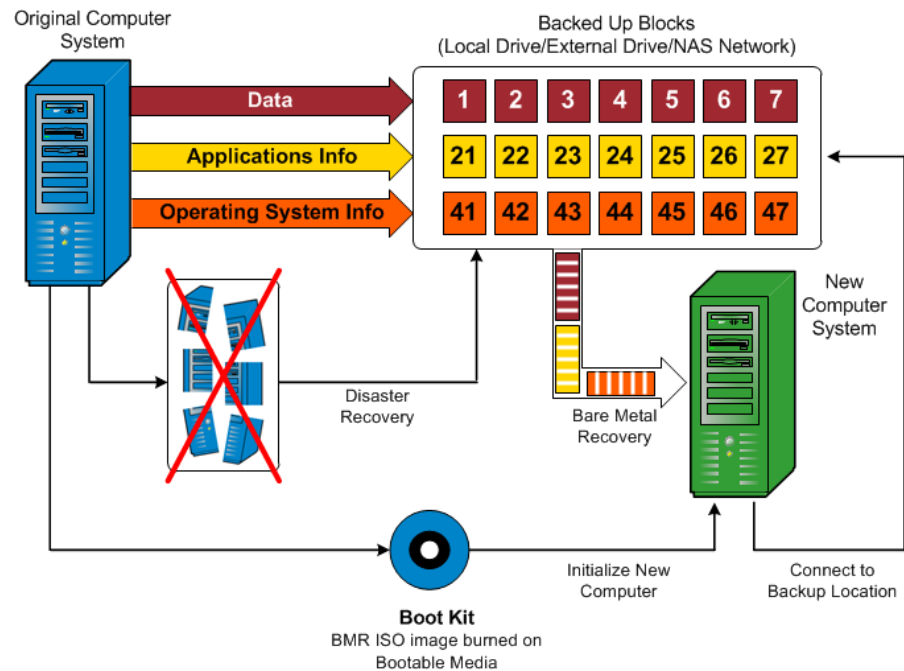 Original Computer
System
Backed Up Blocks
(Local Drive/External Drive/NAS Network)
Data
1 2 3 4 5 6 7
Applications Info
21 22 23 24 25 26 27
Operating System Info
41 42 43 44 45 46 47
New
Computer
System
Disaster
Recovery
Bare Metal
Recovery
Initialize New
Computer
Connect to
Backup Location
Boot Kit
BMR ISO image burned on
Bootable Media